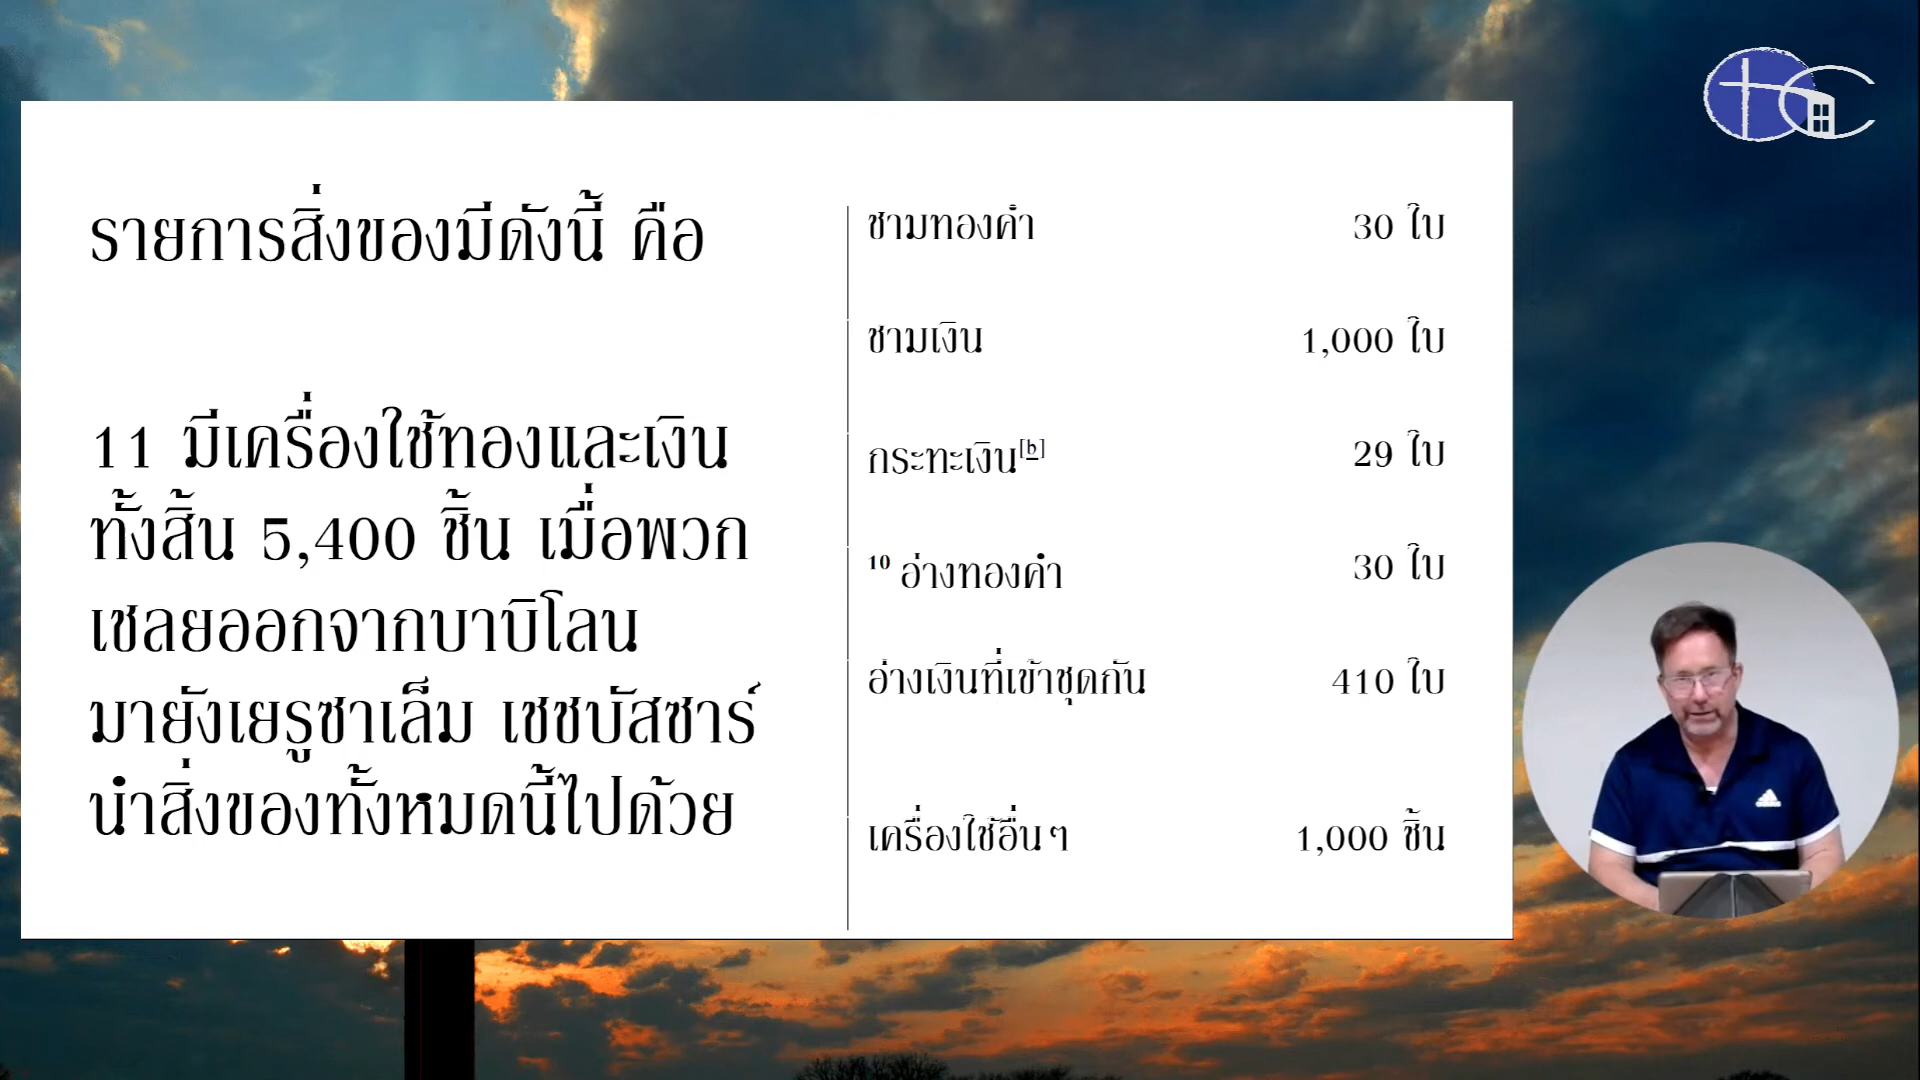 รายการสิ่งของมีดังนี้ คือ
11 มีเครื่องใช้ทองและเงิน
ทั้งสิ้น 5,400 ชิ้น เมื่อพวก
เชลยออกจากบาบิโลน
มายังเยรูซาเล็ม เชชบัสซาร์
นำสิ่งของทั้งหมดนี้ไปด้วย
ชามทองคำ 30 ใบ
ชามเงิน 1,000 ใบ
กระทะเงิน[b] 29 ใบ
10 อ่างทองคำ 30 ใบ
อ่างเงินที่เข้าชุดกัน 410 ใบ
เครื่องใช้อื่นๆ 1,000 ชิ้น